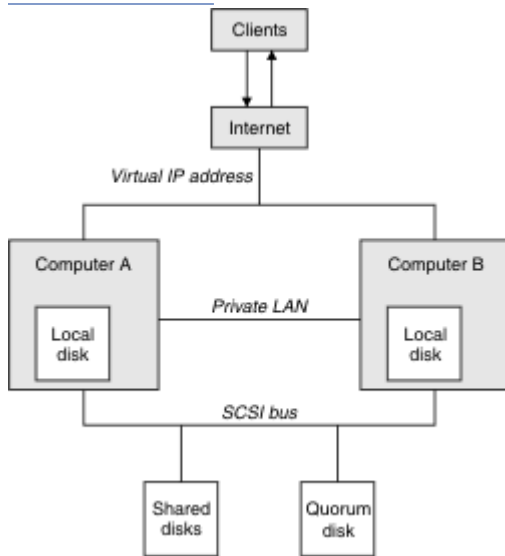 Clients
Internet
Virtual IP address
Computer A
Computer B
Private LAN
Local
disk
Local
disk
SCSI bus
Shared
disks
Quorum
disk